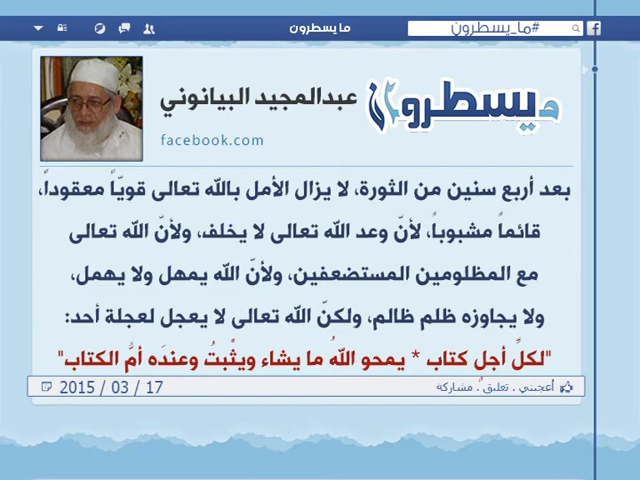 ما يسطرون
#ما_يسطرون
f
ما يسطرون
عبدالمجيد البيانوني
facebook.com
بعد أربع سنين من الثورة، لا يزال الأمل بالله تعالى قويّاً معقوداً،
قائماً مشبوباً، لأنّ وعد الله تعالى لا يخلف، ولأنّ الله تعالى
مع المظلومين المستضعفين، ولأنّ الله يمهل ولا يهمل،
ولا يجاوزه ظلم ظالم، ولكنّ الله تعالى لا يعجل لعجلة أحد:
"لكلِّ أجل كتاب * يمحو اللهُ ما يشاء ويثْبتُ وعندَه أمُّ الكتاب"
أعجبني . تعليق . مشاركة
2015 / 03 / 17